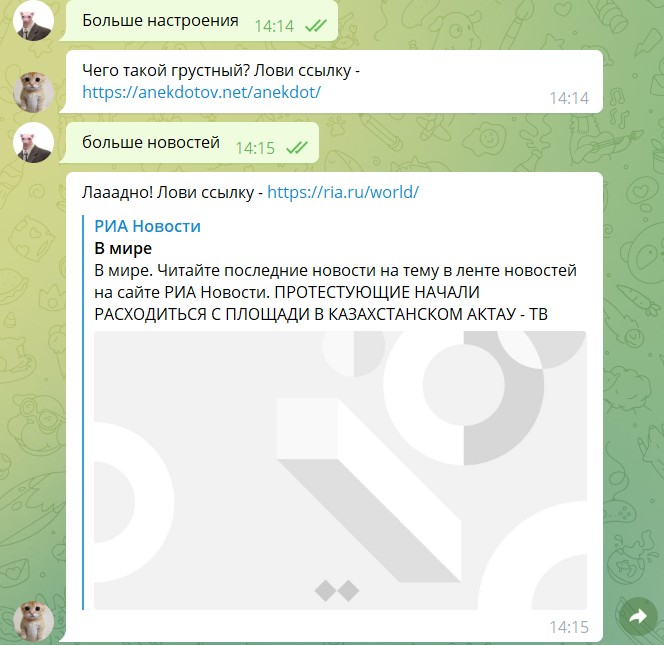 Больше настроения 14:14
Чего такой грустный? Лови ссылку -
https://anekdotov.net/anekdot/
14:14
больше новостей 14:15
Лааадно! Лови ссылку - https://ria.ru/world/
РИА Новости
В мире
В мире. Читайте последние новости на тему в ленте новостей
на сайте РИА Новости. ПРОТЕСТУЮЩИЕ НАЧАЛИ
РАСХОДИТЬСЯ С ПЛОЩАДИ В КАЗАХСТАНСКОМ АКТАУ - ТВ
14:15